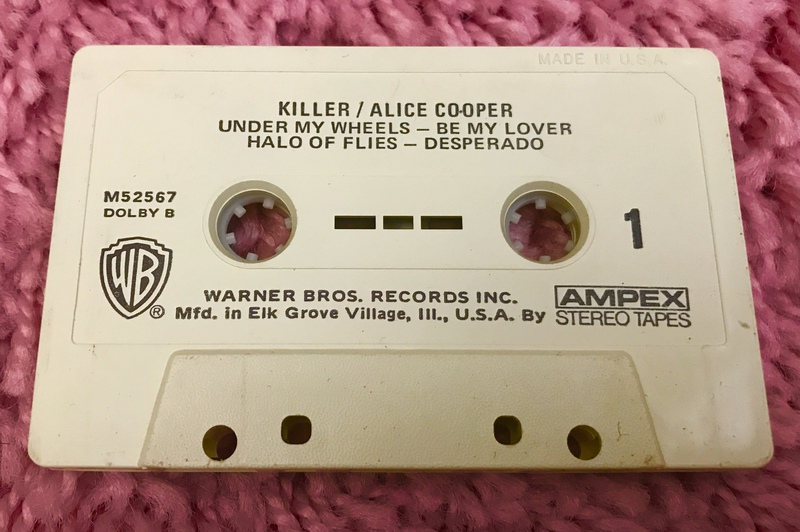 MADE IN U.S.A.
KILLER / ALICE COOPER
UNDER MY WHEELS – BE MY LOVER
HALO OF FLIES – DESPERADO
M52567
DOLBY B
1
WB
®
WARNER BROS. RECORDS INC.
Mfd. in Elk Grove Village, Ill., U.S.A. By
AMPEX
STEREO TAPES